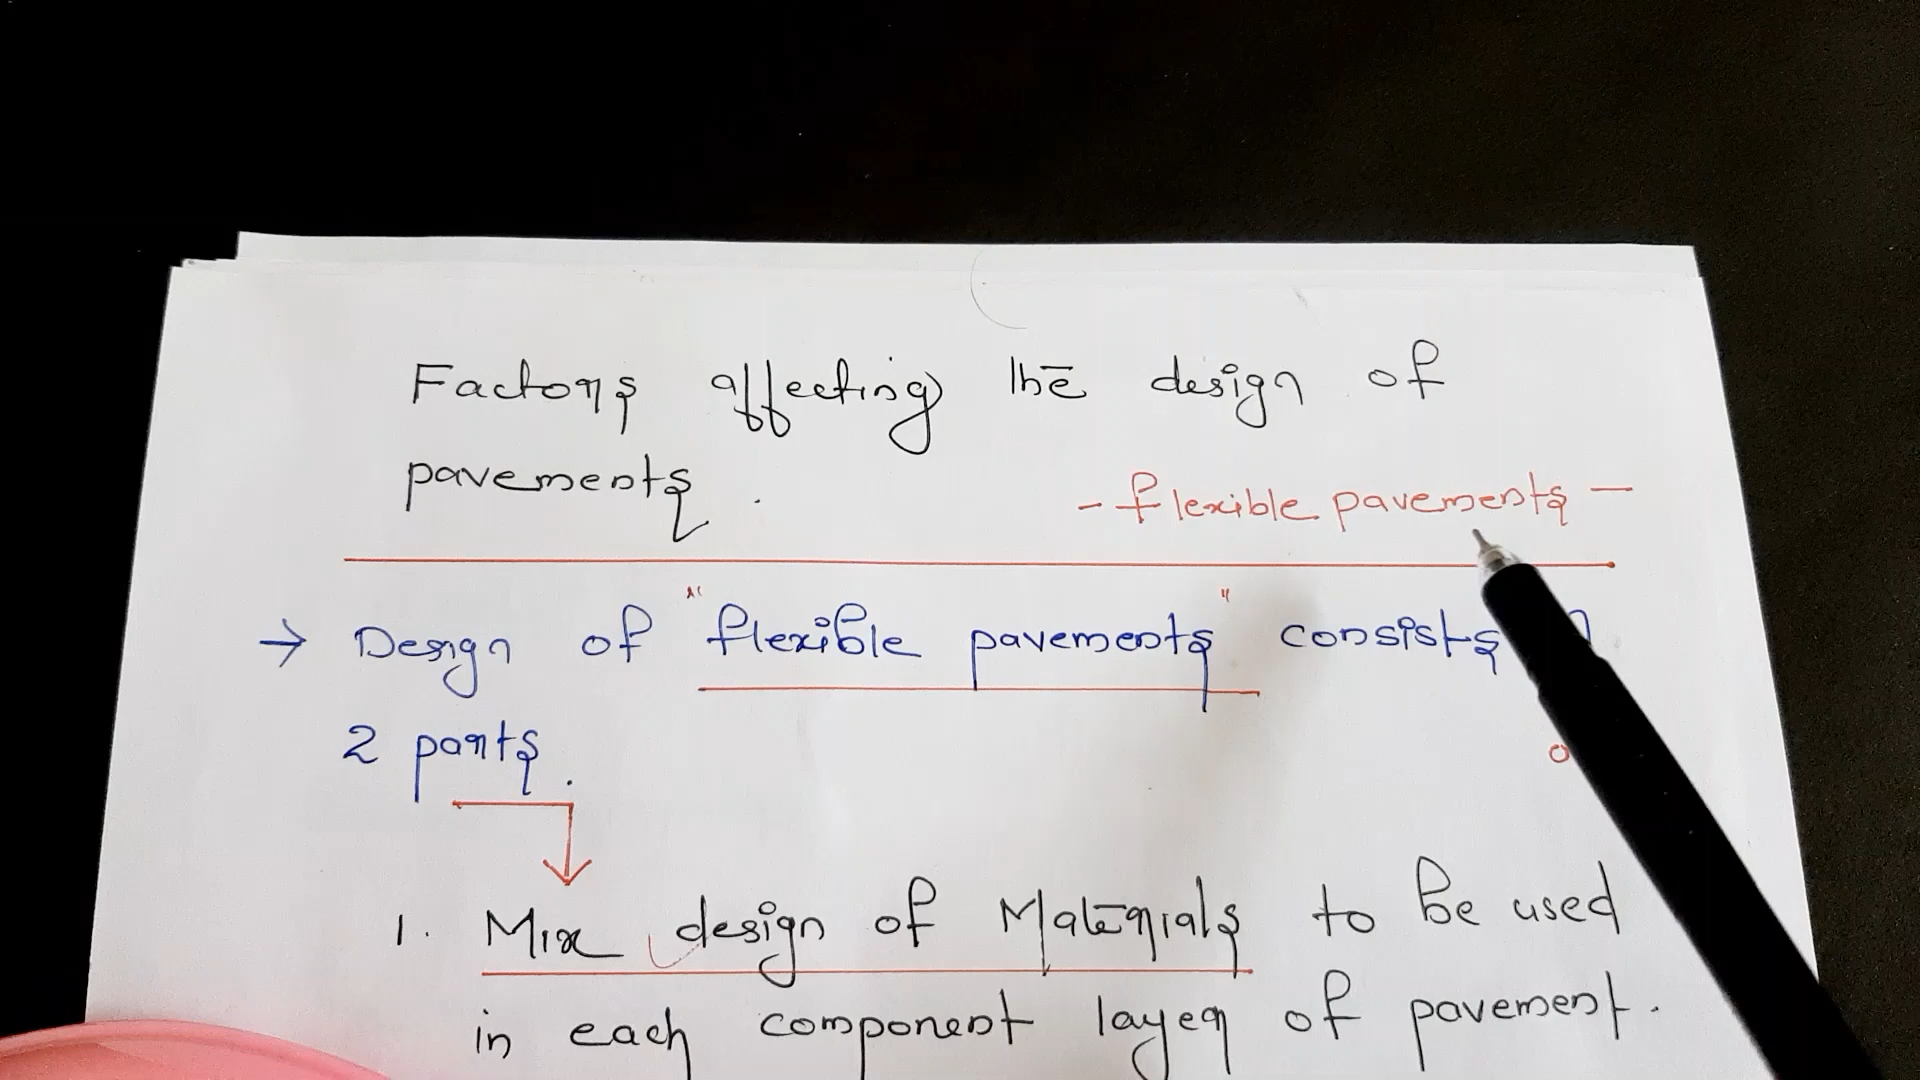 Factors affecting the design of
pavements.
- flexible pavements -
→ Design of "flexible pavements" consists
2 parts.
1. Mix design of Materials to be used
in each component layer of pavement.